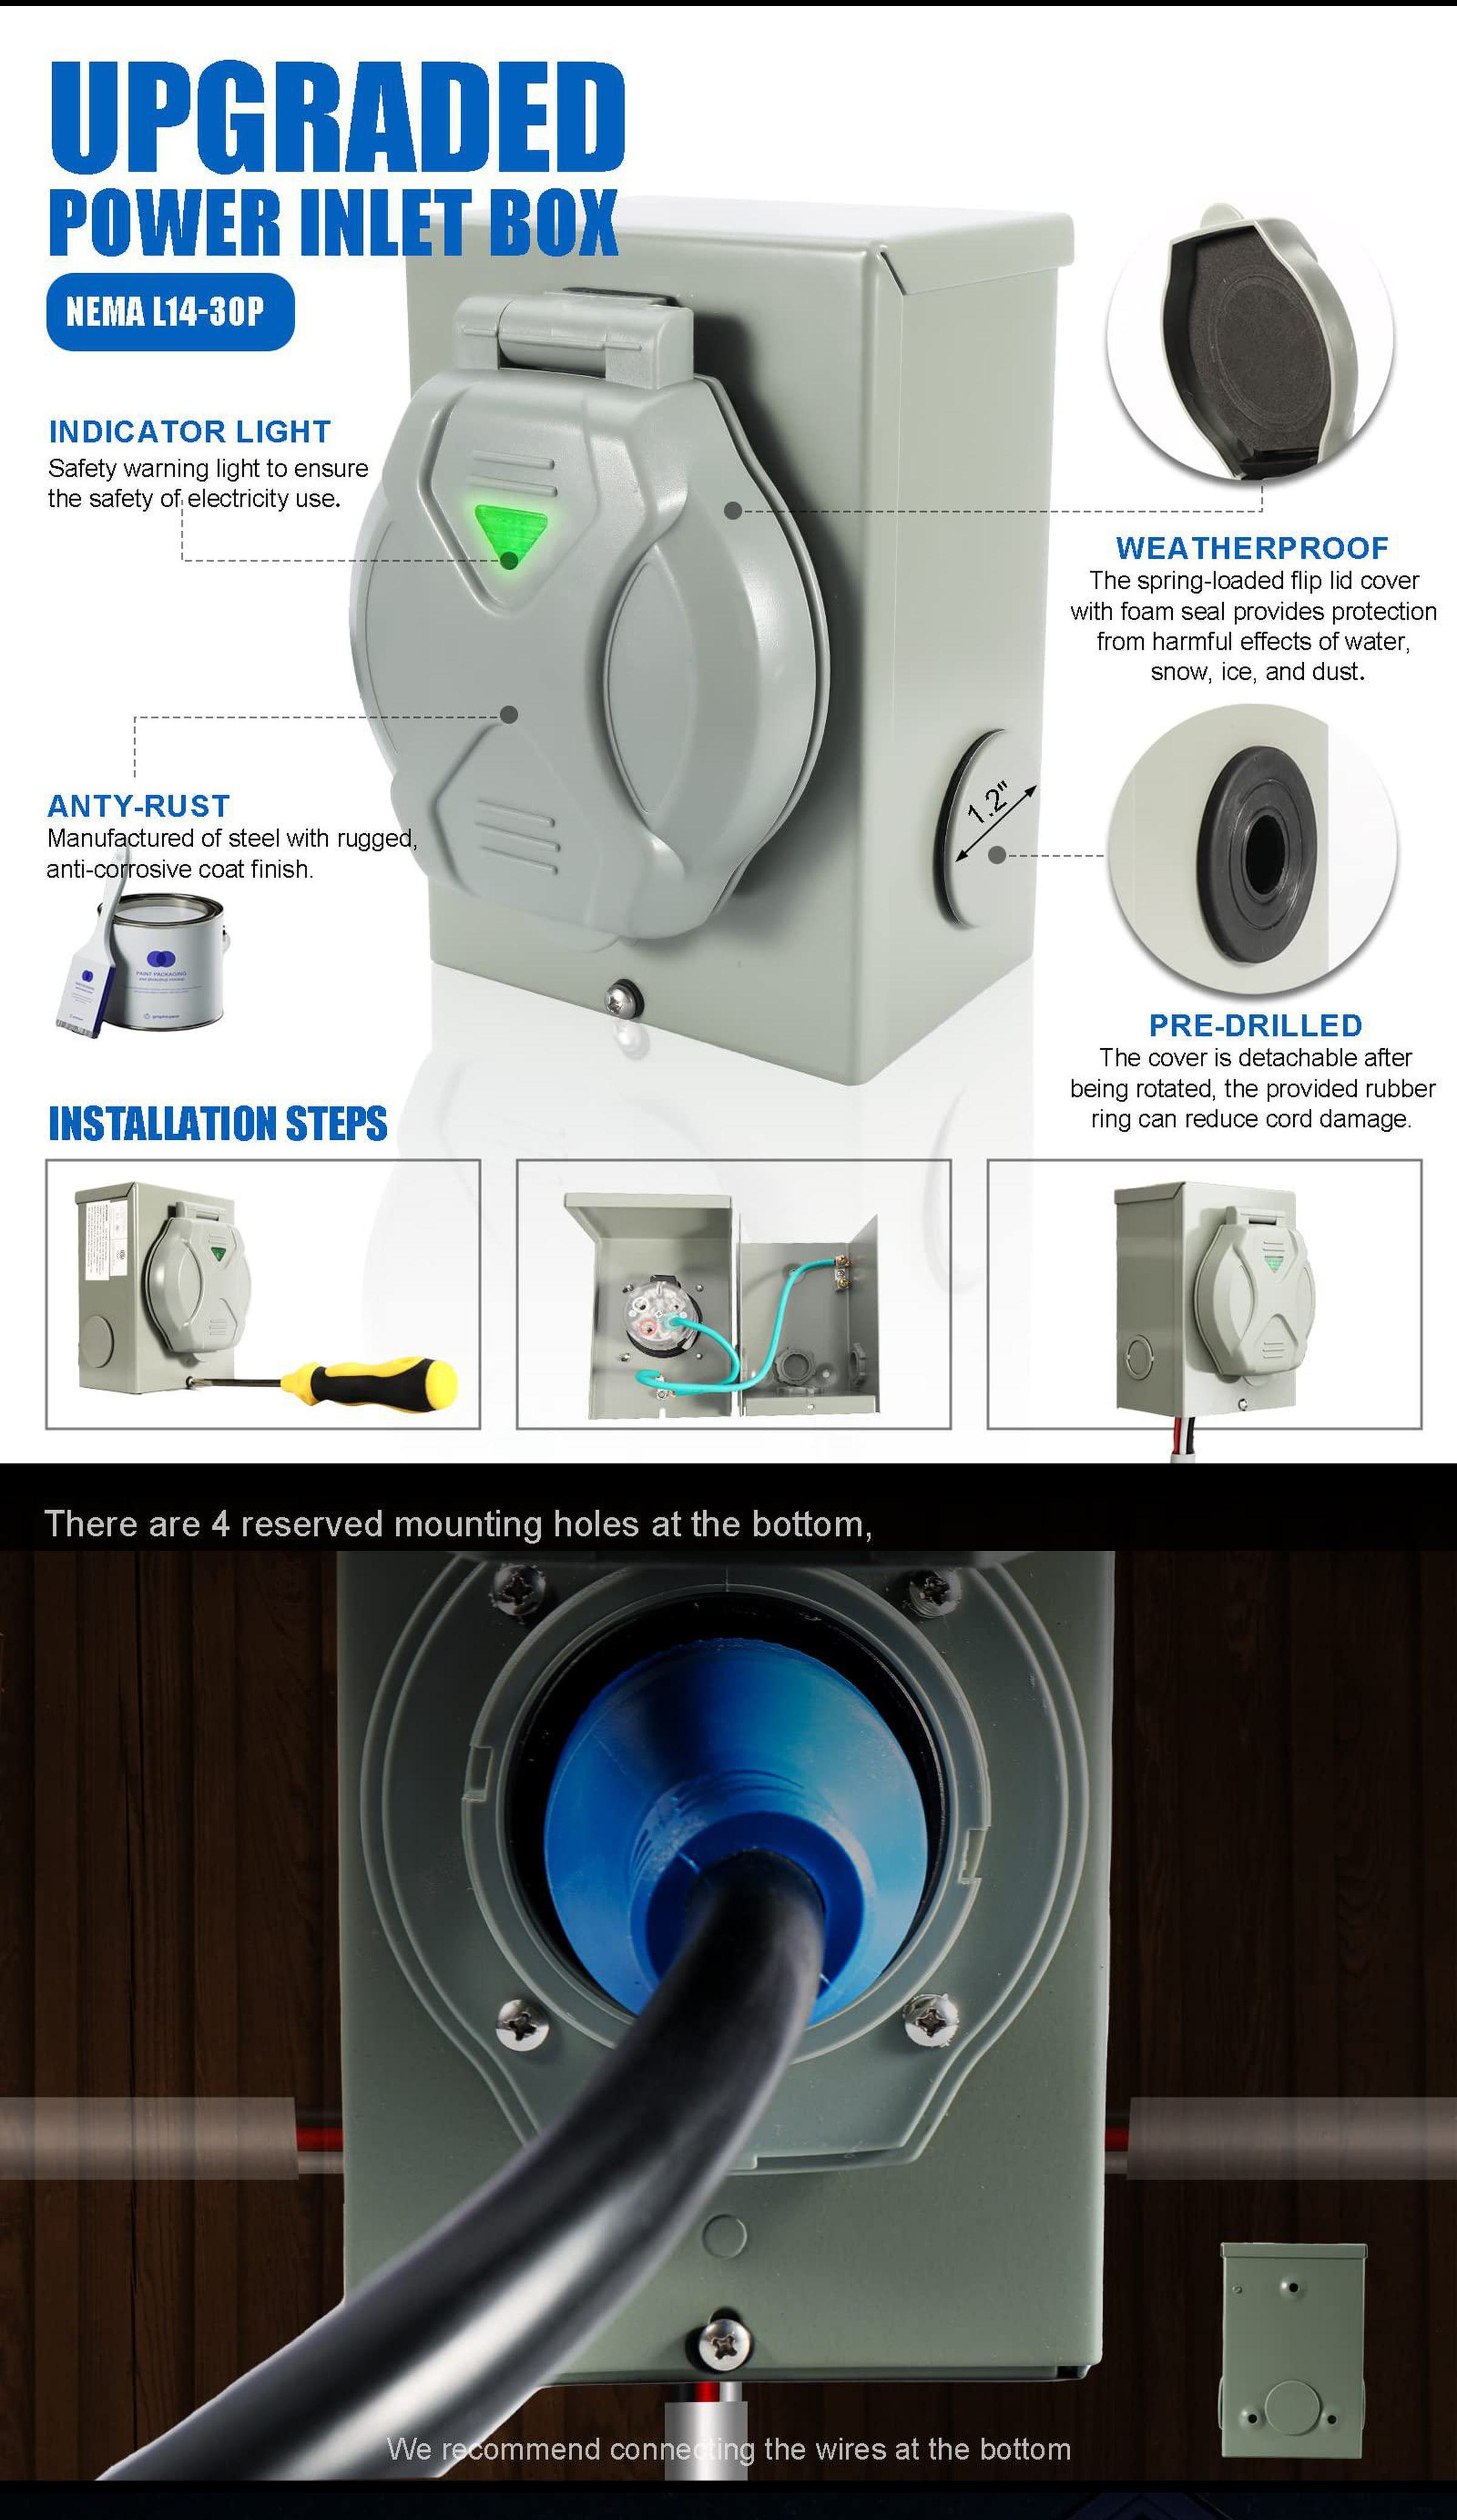 UPGRADED
POWER INLET BOX
NEMA L14-30P
INDICATOR LIGHT
Safety warning light to ensure
the safety of electricity use.
WEATHERPROOF
The spring-loaded flip lid cover
with foam seal provides protection
from harmful effects of water,
snow, ice, and dust.
ANTY-RUST
Manufactured of steel with rugged,
anti-corrosive coat finish.
1.2"
PAINT PACKAGING
PRE-DRILLED
The cover is detachable after
being rotated, the provided rubber
ring can reduce cord damage.
INSTALLATION STEPS
There are 4 reserved mounting holes at the bottom,
We recommend connecting the wires at the bottom